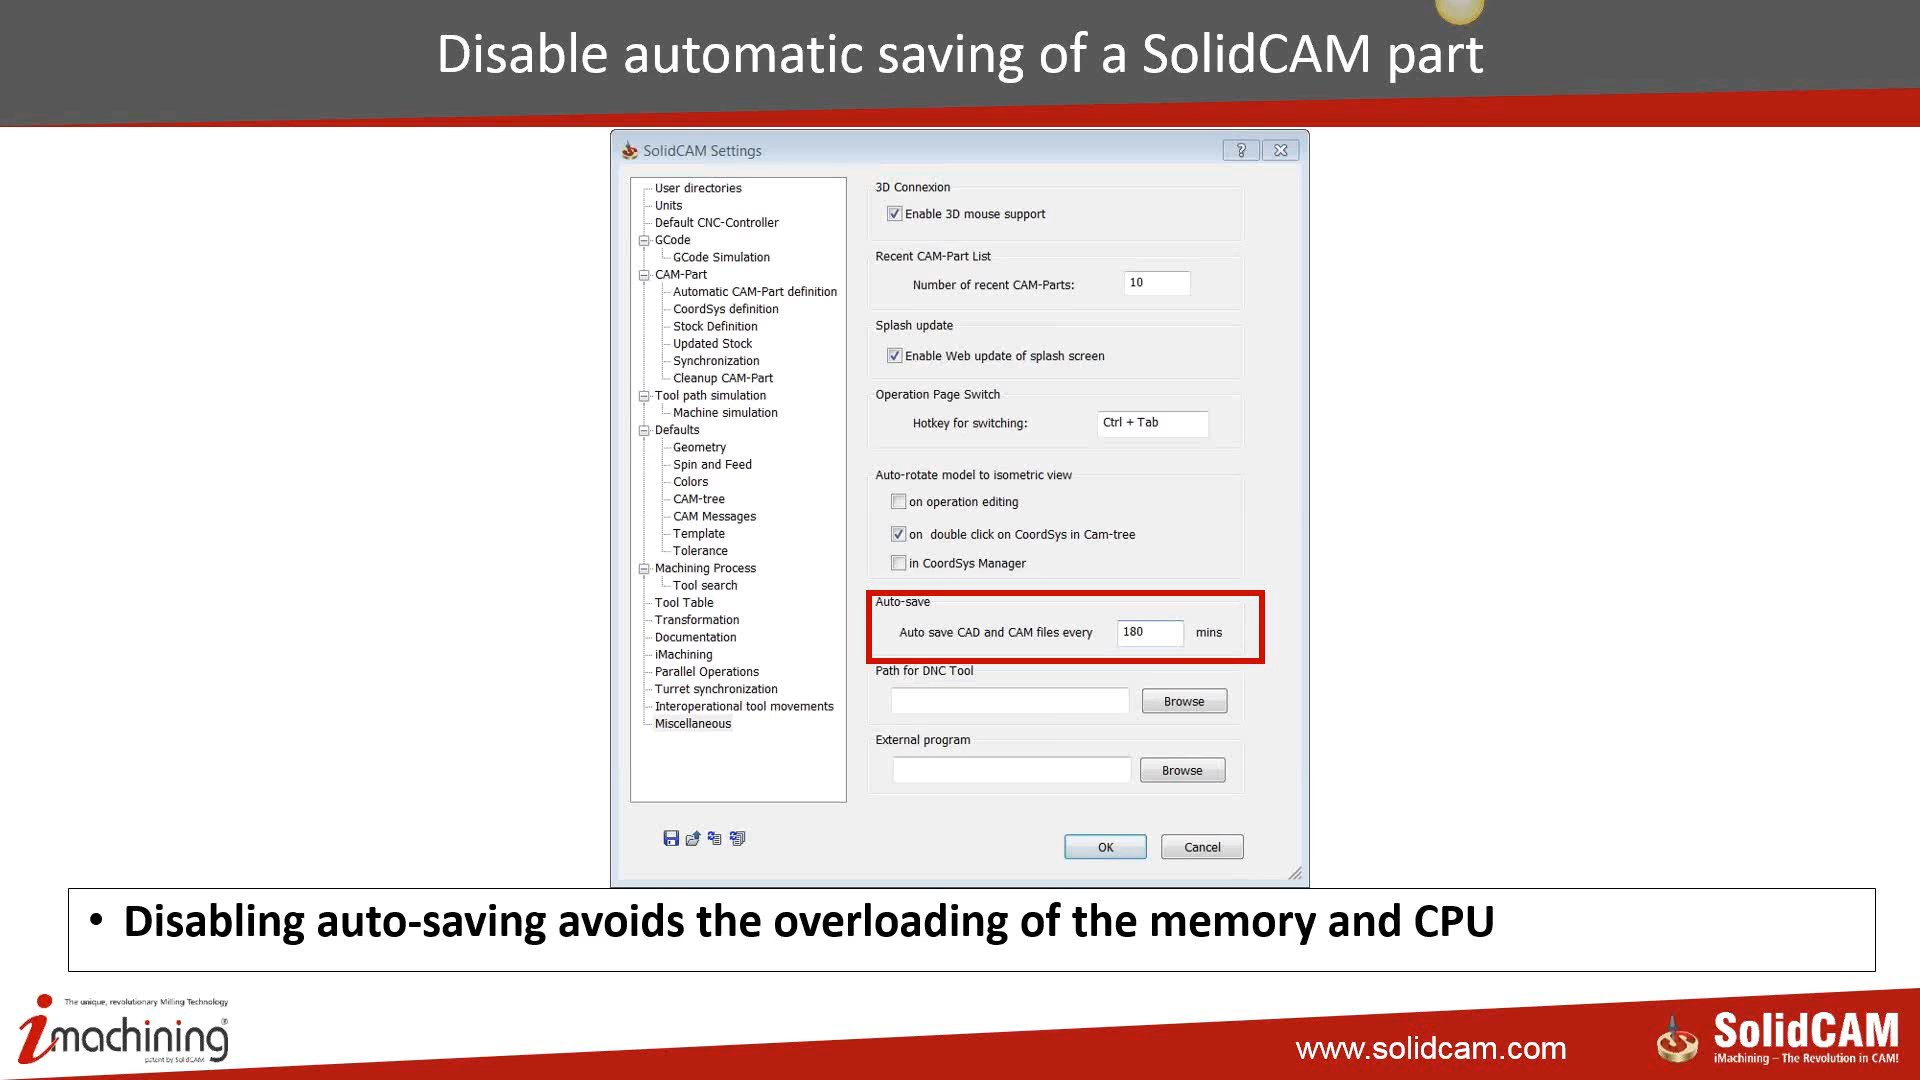 Disable automatic saving of a SolidCAM part
SolidCAM Settings
User directories
Units
Default CNC-Controller
GCode
GCode Simulation
CAM-Part
Automatic CAM-Part definition
CoordSys definition
Stock Definition
Updated Stock
Synchronization
Cleanup CAM-Part
Tool path simulation
Machine simulation
Defaults
Geometry
Spin and Feed
Colors
CAM-tree
CAM Messages
Template
Tolerance
Machining Process
Tool search
Tool Table
Transformation
Documentation
iMachining
Parallel Operations
Turret synchronization
Interoperational tool movements
Miscellaneous
3D Connexion
Enable 3D mouse support
Recent CAM-Part List
Number of recent CAM-Parts: 10
Splash update
Enable Web update of splash screen
Operation Page Switch
Hotkey for switching: Ctrl + Tab
Auto-rotate model to isometric view
on operation editing
on double click on CoordSys in Cam-tree
in CoordSys Manager
Auto-save
Auto save CAD and CAM files every 180 mins
Path for DNC Tool
Browse
External program
Browse
OK Cancel
• Disabling auto-saving avoids the overloading of the memory and CPU
The unique, revolutionary Milling Technology
imachining®
patent by SolidCAM
www.solidcam.com
SolidCAM
iMachining – The Revolution in CAM!